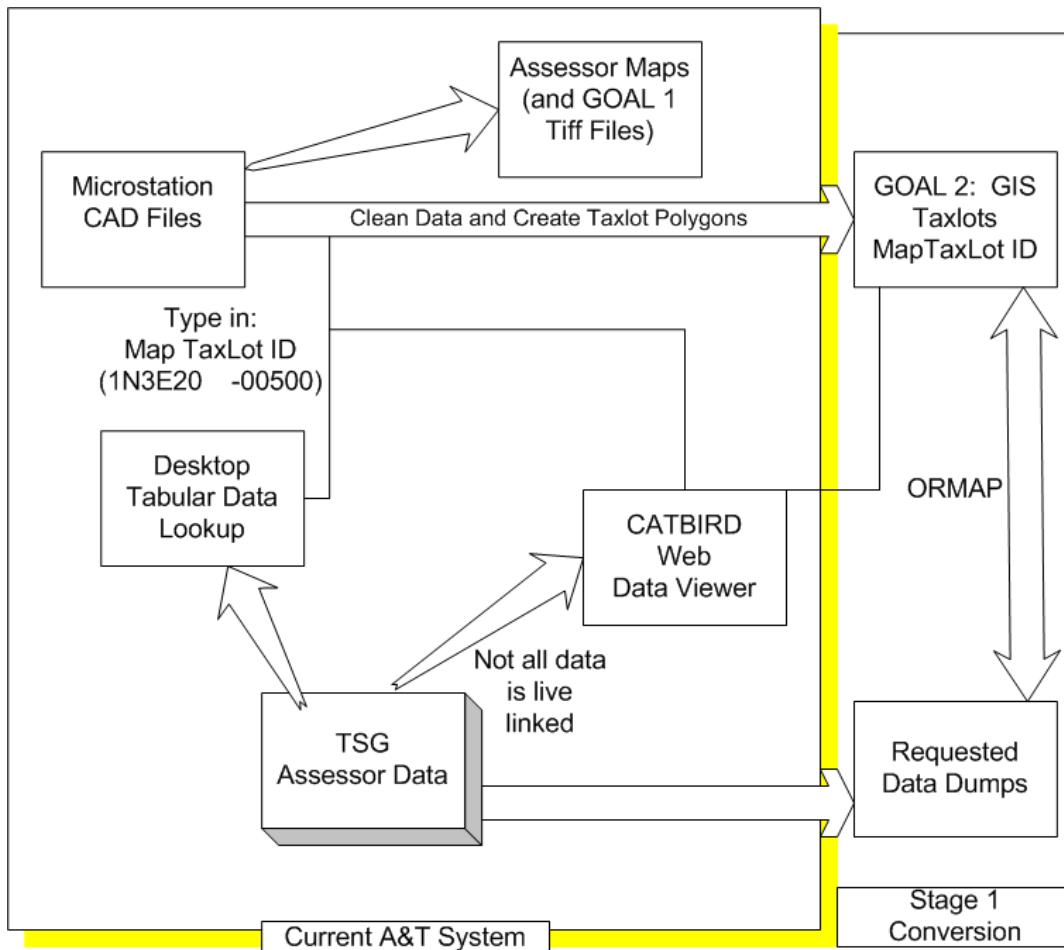 Assessor Maps
(and GOAL 1
Tiff Files)
Microstation
CAD Files
Clean Data and Create Taxlot Polygons
GOAL 2:  GIS
Taxlots
MapTaxLot ID
Type in:
Map TaxLot ID
(1N3E20    -00500)
Desktop
Tabular Data
Lookup
CATBIRD
Web
Data Viewer
ORMAP
Not all data
is live
linked
TSG
Assessor Data
Requested
Data Dumps
Current A&T System
Stage 1
Conversion